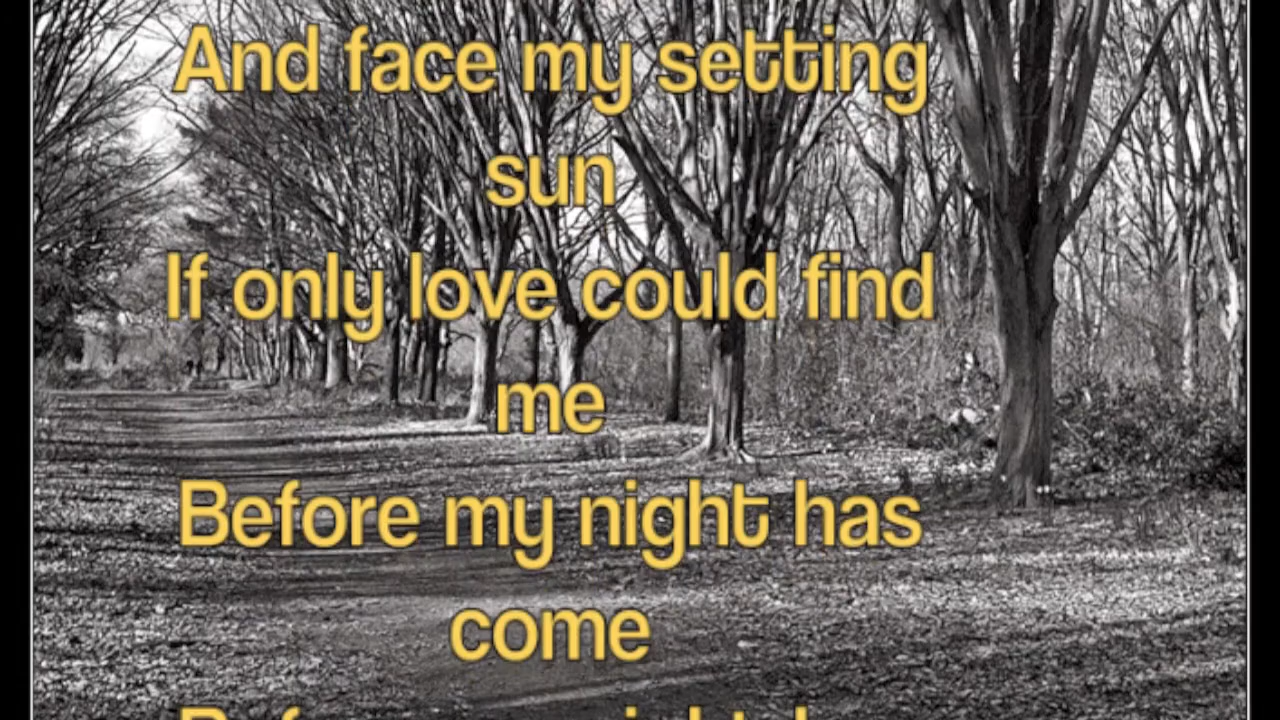 And face my setting
sun
If only love could find
me
Before my night has
come